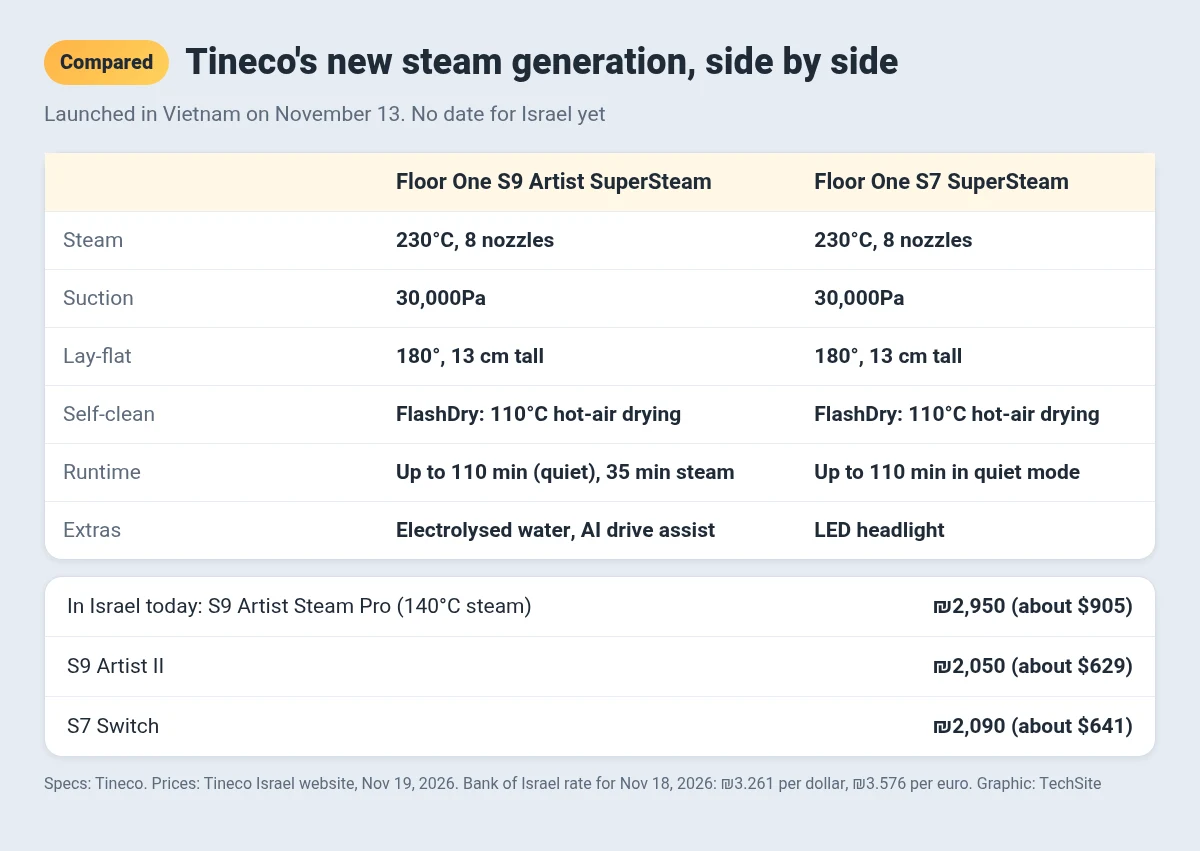 Compared Tineco's new steam generation, side by side
Launched in Vietnam on November 13. No date for Israel yet
Floor One S9 Artist SuperSteam Floor One S7 SuperSteam
Steam 230°C, 8 nozzles 230°C, 8 nozzles
Suction 30,000Pa 30,000Pa
Lay-flat 180°, 13 cm tall 180°, 13 cm tall
Self-clean FlashDry: 110°C hot-air drying FlashDry: 110°C hot-air drying
Runtime Up to 110 min (quiet), 35 min steam Up to 110 min in quiet mode
Extras Electrolysed water, AI drive assist LED headlight
In Israel today: S9 Artist Steam Pro (140°C steam) ₪2,950 (about $905)
S9 Artist II ₪2,050 (about $629)
S7 Switch ₪2,090 (about $641)
Specs: Tineco. Prices: Tineco Israel website, Nov 19, 2026. Bank of Israel rate for Nov 18, 2026: ₪3.261 per dollar, ₪3.576 per euro. Graphic: TechSite